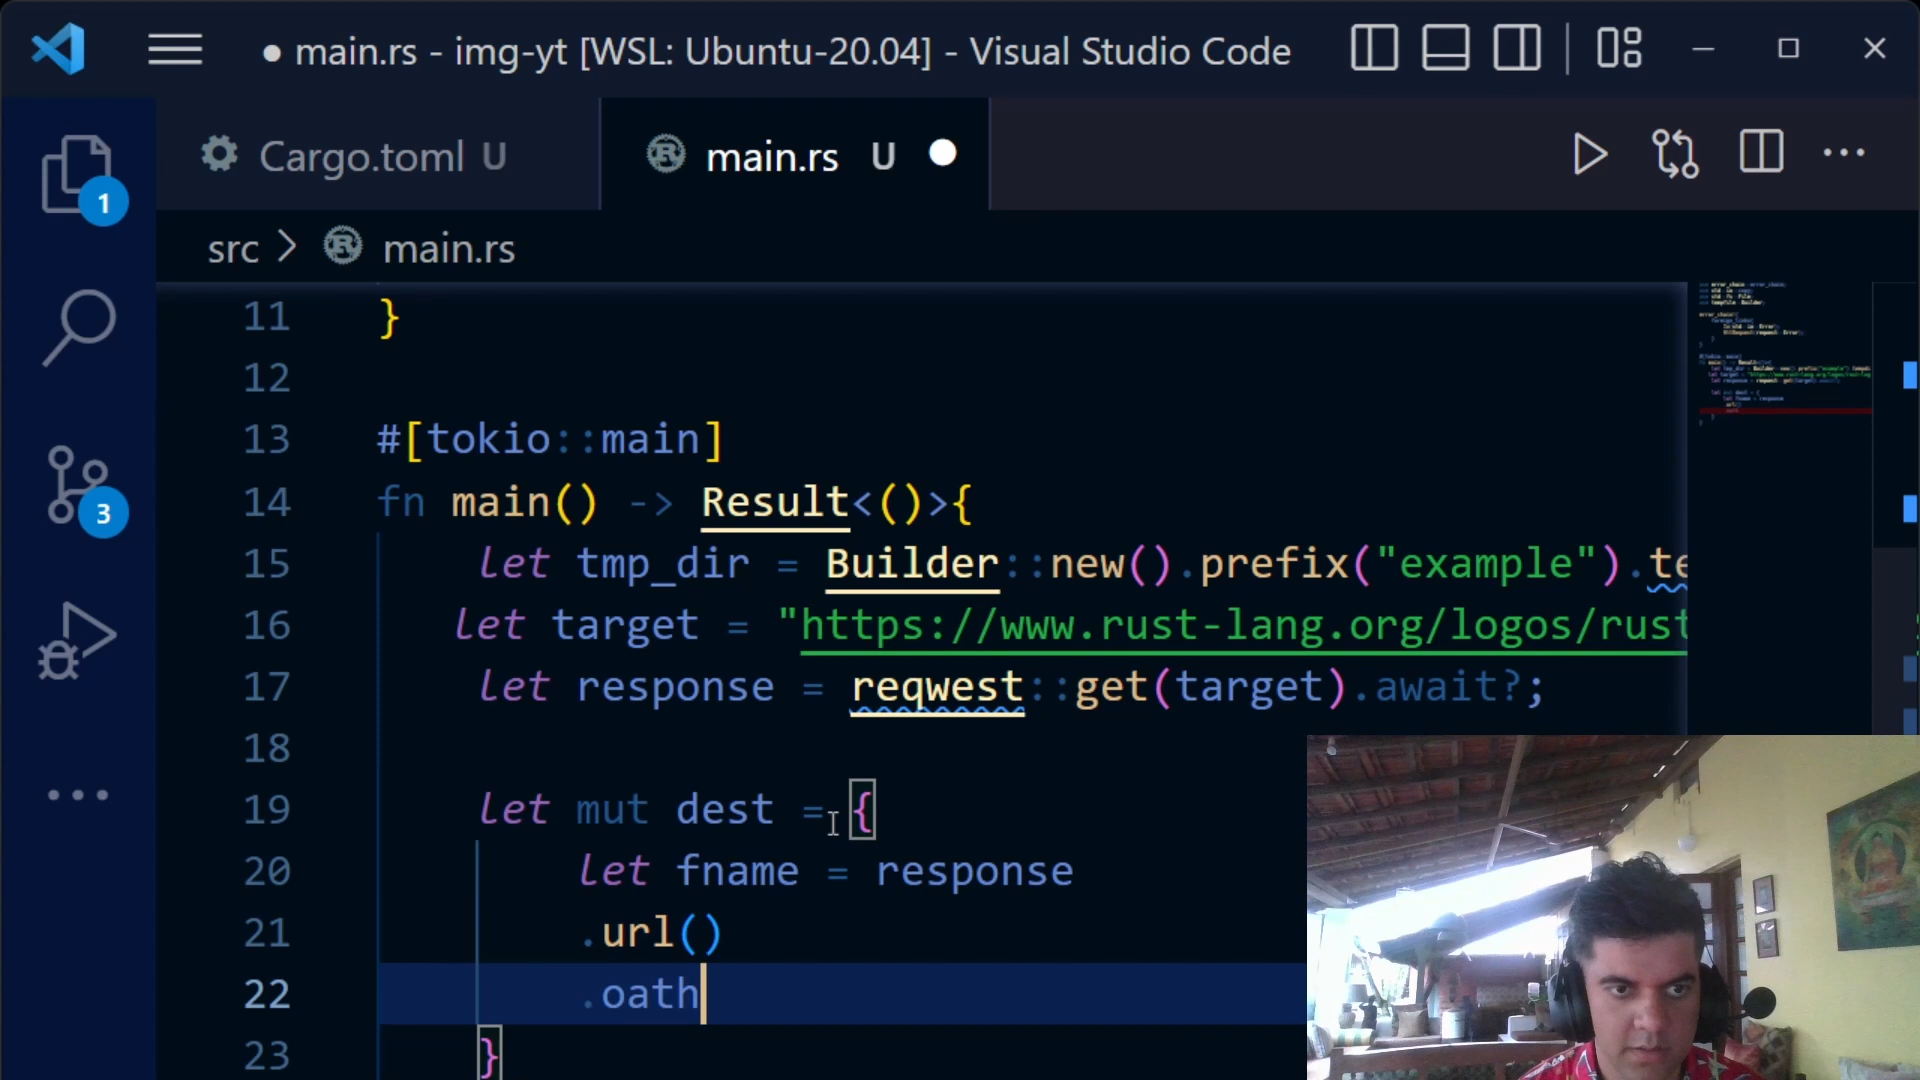 ● main.rs - img-yt [WSL: Ubuntu-20.04] - Visual Studio Code
Cargo.toml U
main.rs U ●
1
src > main.rs
11 }
12
13 #[tokio::main]
14 fn main() -> Result<()>{
15 let tmp_dir = Builder::new().prefix("example").te
16 let target = "https://www.rust-lang.org/logos/rust
17 let response = reqwest::get(target).await?;
18
19 let mut dest = {
20 let fname = response
21 .url()
22 .oath
23 }
3